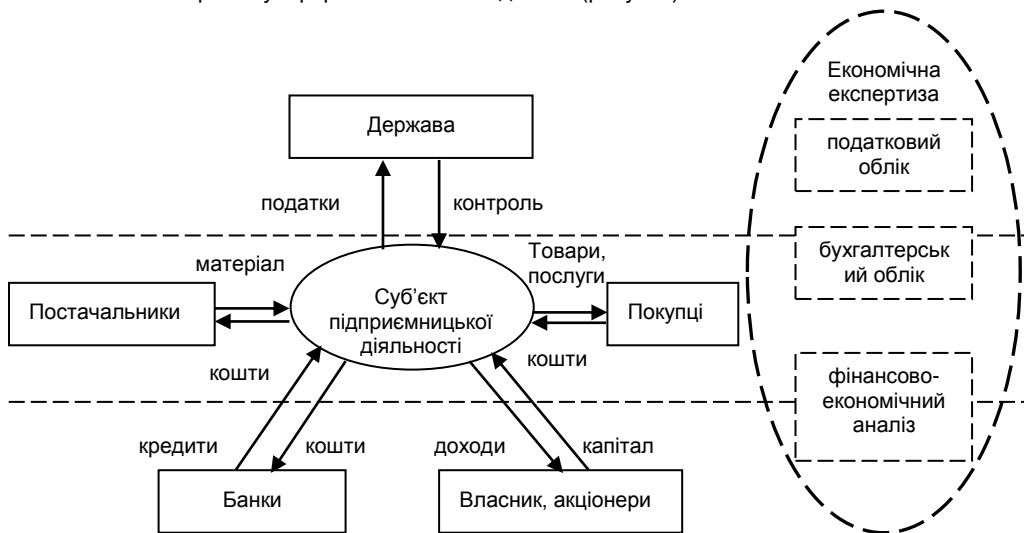 Економічна
експертиза
Держава
податковий
облік
податки
контроль
матеріал
Товари,
послуги
бухгалтерськ
ий облік
Постачальники
Суб’єкт
підприємницької
діяльності
Покупці
кошти
кошти
фінансово-
економічний
аналіз
кредити
кошти
доходи
капітал
Банки
Власник, акціонери